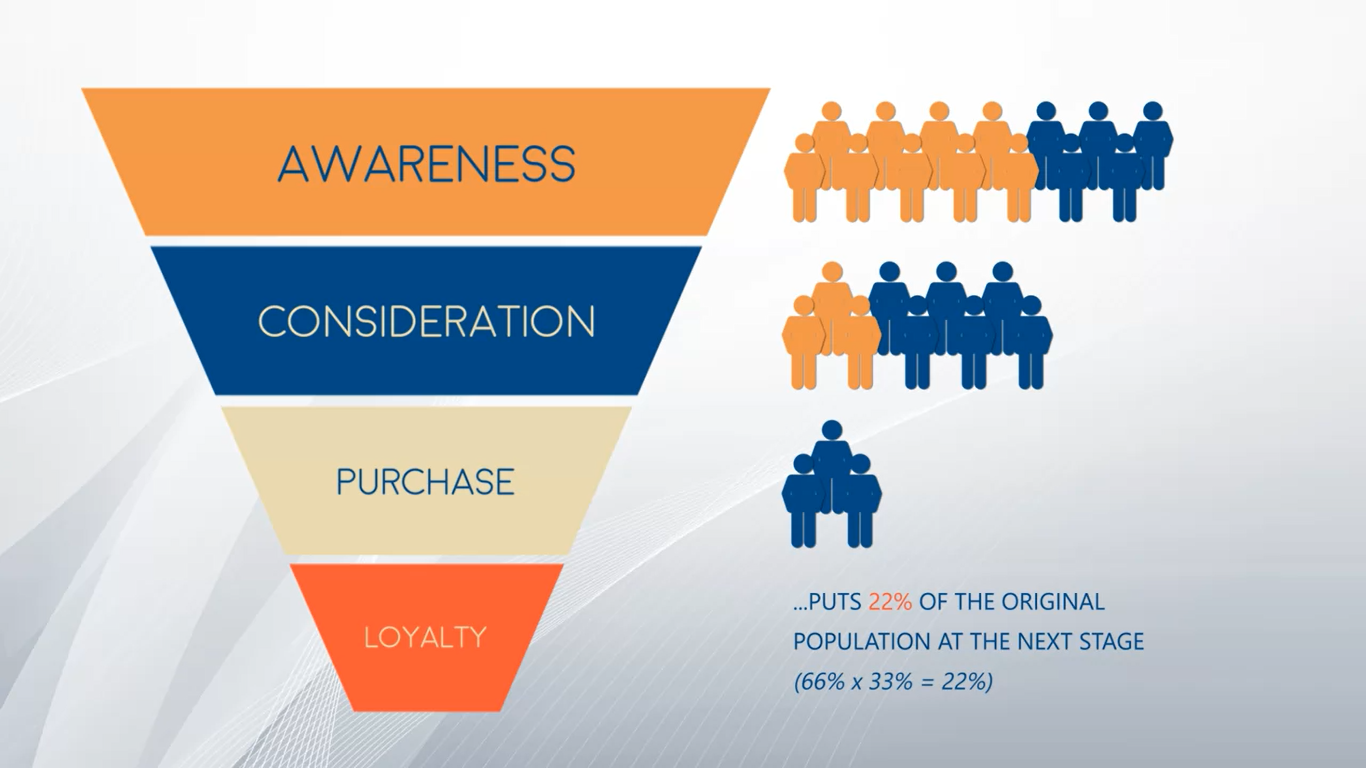 AWARENESS
CONSIDERATION
PURCHASE
LOYALTY
...PUTS 22% OF THE ORIGINAL
POPULATION AT THE NEXT STAGE
(66% x 33% = 22%)